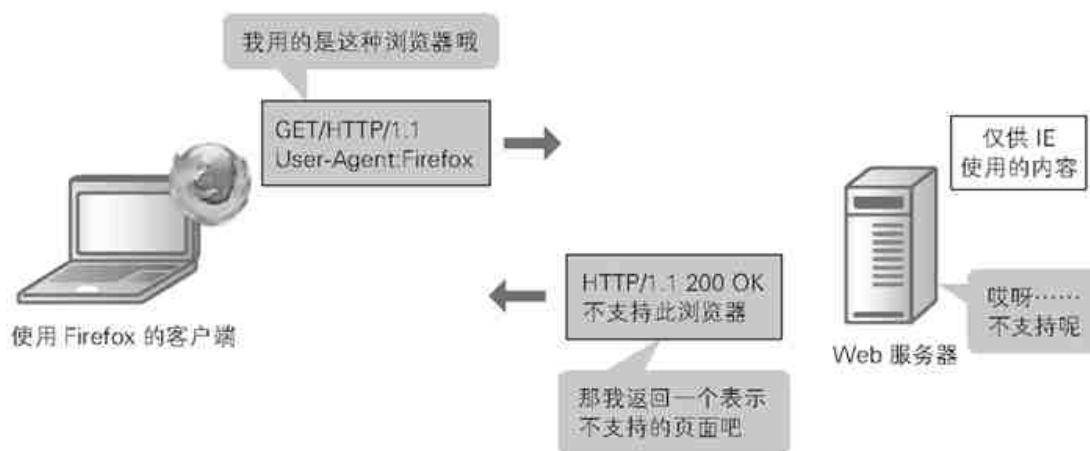 我用的是这种浏览器哦
GET/HTTP/1.1
User-Agent:Firefox
使用 Firefox 的客户端
仅供 IE
使用的内容
HTTP/1.1 200 OK
不支持此浏览器
哎呀……
不支持呢
Web 服务器
那我返回一个表示
不支持的页面吧